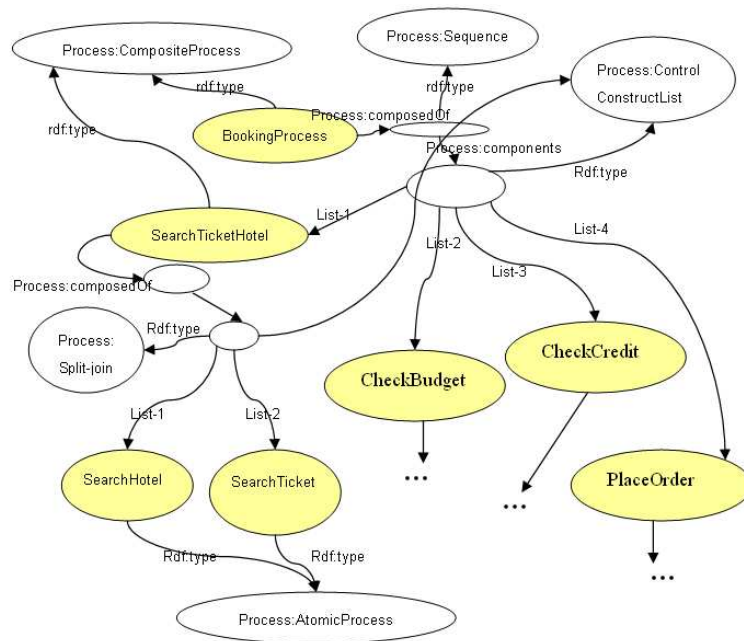 Process:CompositeProcess
Process:Sequence
Process:Control
ConstructList
rdf:type
rdf:type
Process:composedOf
BookingProcess
rdf:type
Process:components
Rdf:type
List-1
List-2
List-4
SearchTicketHotel
List-3
Process:composedOf
Rdf:type
Process:
Split-join
CheckCredit
CheckBudget
List-1
List-2
SearchHotel
SearchTicket
PlaceOrder
...
...
Rdf:type
Rdf:type
...
Process:AtomicProcess